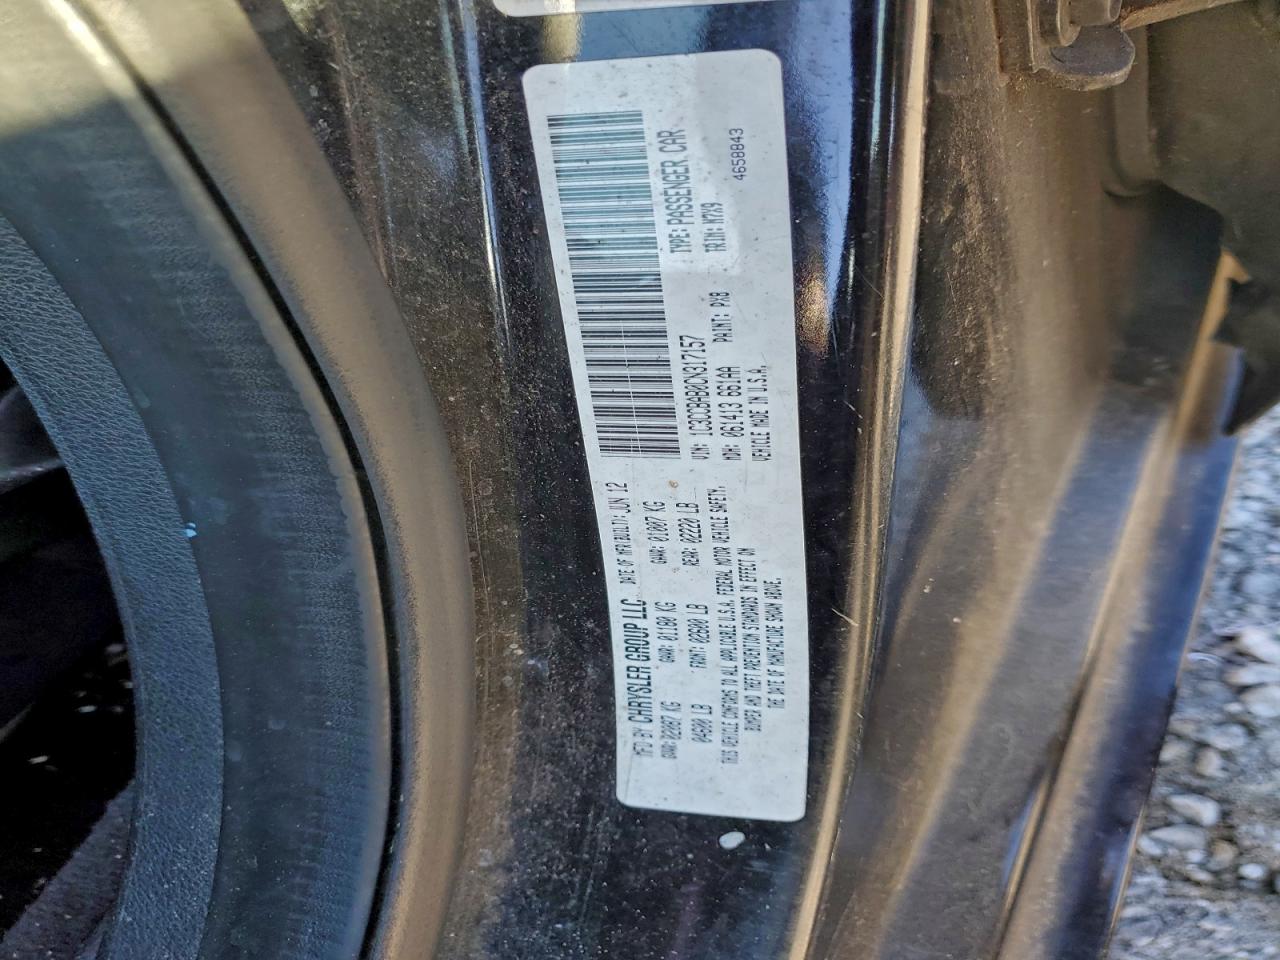 MFD BY CHRYSLER GROUP LLC DATE OF MFR(BUILT): JUN 12
GVWR: 02087 KG GAWR: 01180 KG GAWR: 01007 KG
04600 LB FRONT: 02600 LB REAR: 02220 LB
THIS VEHICLE CONFORMS TO ALL APPLICABLE U.S.A. FEDERAL MOTOR VEHICLE SAFETY,
BUMPER AND THEFT PREVENTION STANDARDS IN EFFECT ON
THE DATE OF MANUFACTURE SHOWN ABOVE.
VIN: 1C3CCBAB0CN317157 TYPE: PASSENGER CAR
MDH: 061413 661AA PAINT: PX8 TRIM: M7X9
VEHICLE MADE IN U.S.A. 4658843